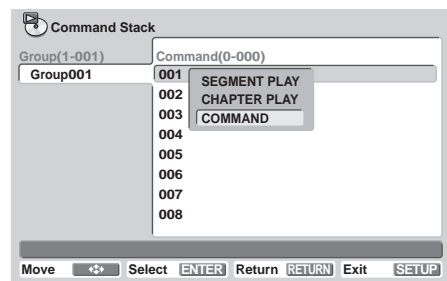 Command Stack
Group(1-001) Command(0-000)
Group001
001
SEGMENT PLAY
002
CHAPTER PLAY
003
COMMAND
004
005
006
007
008
Move Select ENTER Return RETURN Exit SETUP